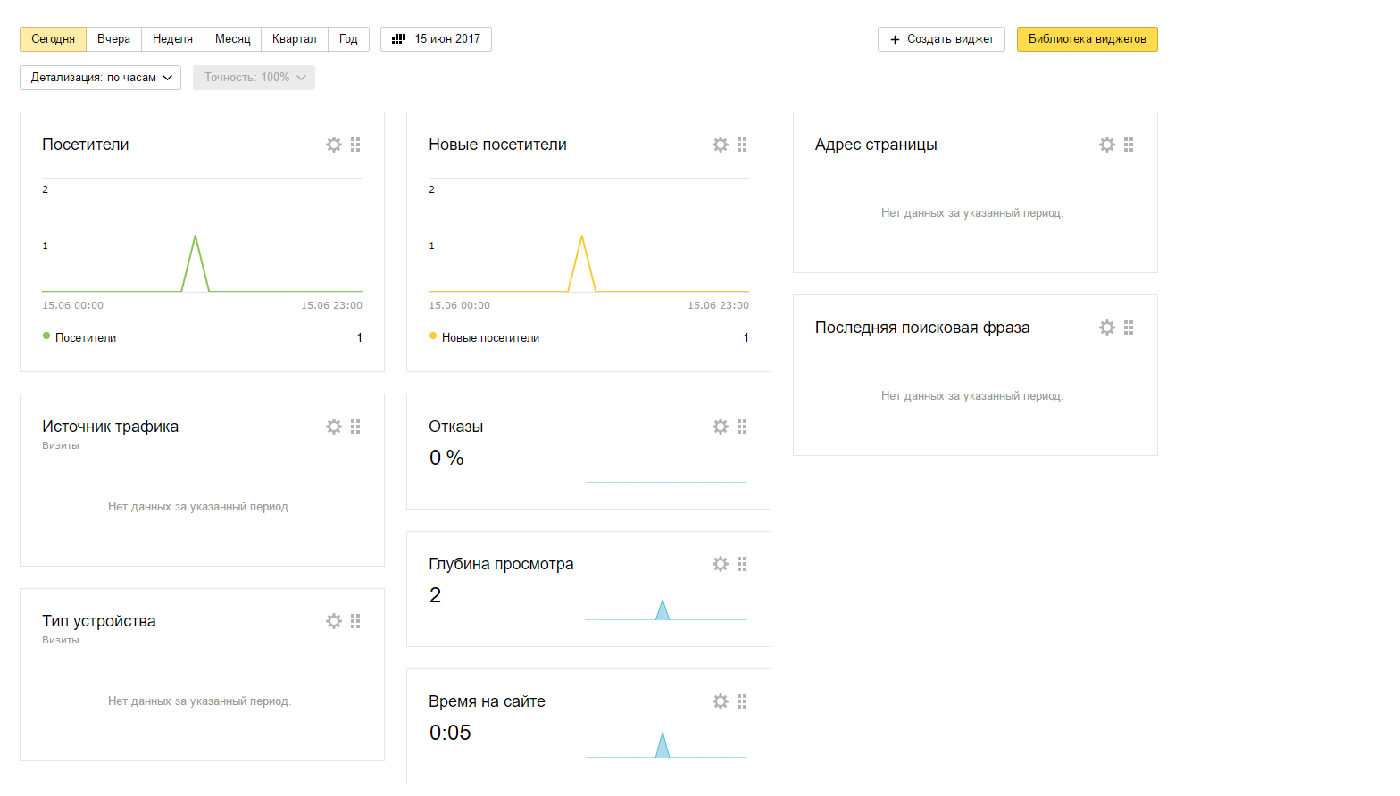 Сегодня Вчера Неделя Месяц Квартал Год 15 июн 2017 + Создать виджет Библиотека виджетов
Детализация: по часам Точность: 100%
Посетители
2
1
15.06 00:00 15.06 23:00
Посетители 1
Источник трафика
Визиты
Нет данных за указанный период.
Тип устройства
Визиты
Нет данных за указанный период.
Новые посетители
2
1
15.06 00:00 15.06 23:00
Новые посетители 1
Отказы
0 %
Глубина просмотра
2
Время на сайте
0:05
Адрес страницы
Нет данных за указанный период.
Последняя поисковая фраза
Нет данных за указанный период.